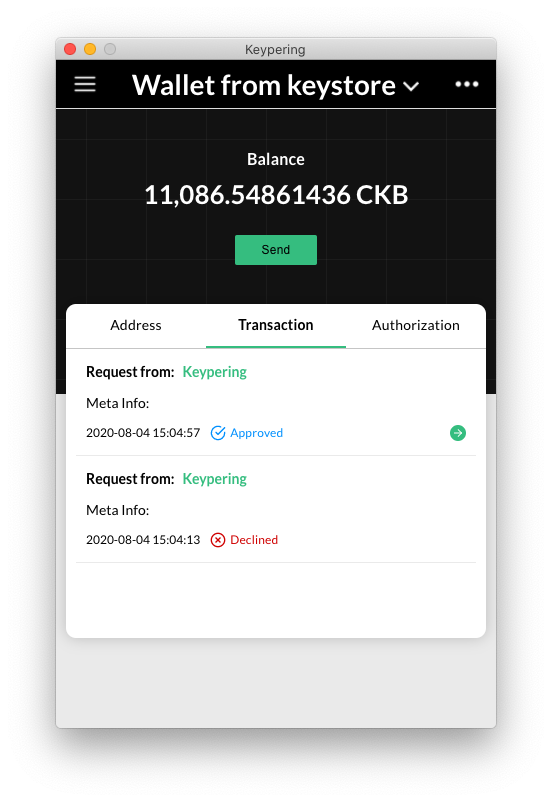 Keypering
Wallet from keystore
Balance
11,086.54861436 CKB
Send
Address Transaction Authorization
Request from: Keypering
Meta Info:
2020-08-04 15:04:57 Approved
Request from: Keypering
Meta Info:
2020-08-04 15:04:13 Declined